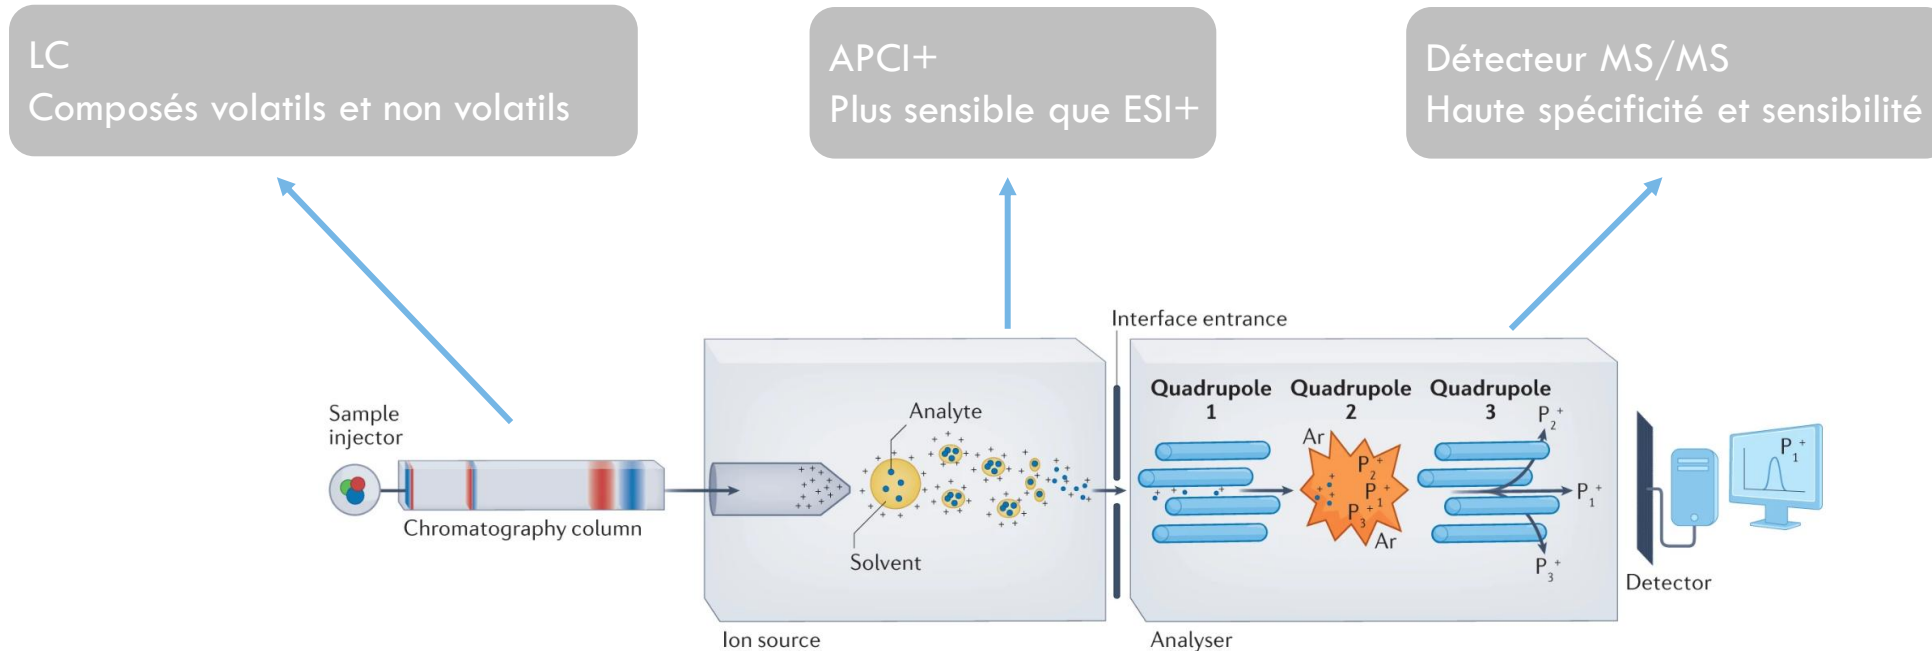 LC
Composés volatils et non volatils
APCI+
Plus sensible que ESI+
Détecteur MS/MS
Haute spécificité et sensibilité
Interface entrance
Sample
injector
Chromatography column
Analyte
Solvent
Ion source
Quadrupole
1
Quadrupole
2
Quadrupole
3
Ar
P2+
P1+
P3+
Ar
P2+
P1+
P3+
Analyser
Detector
P1+